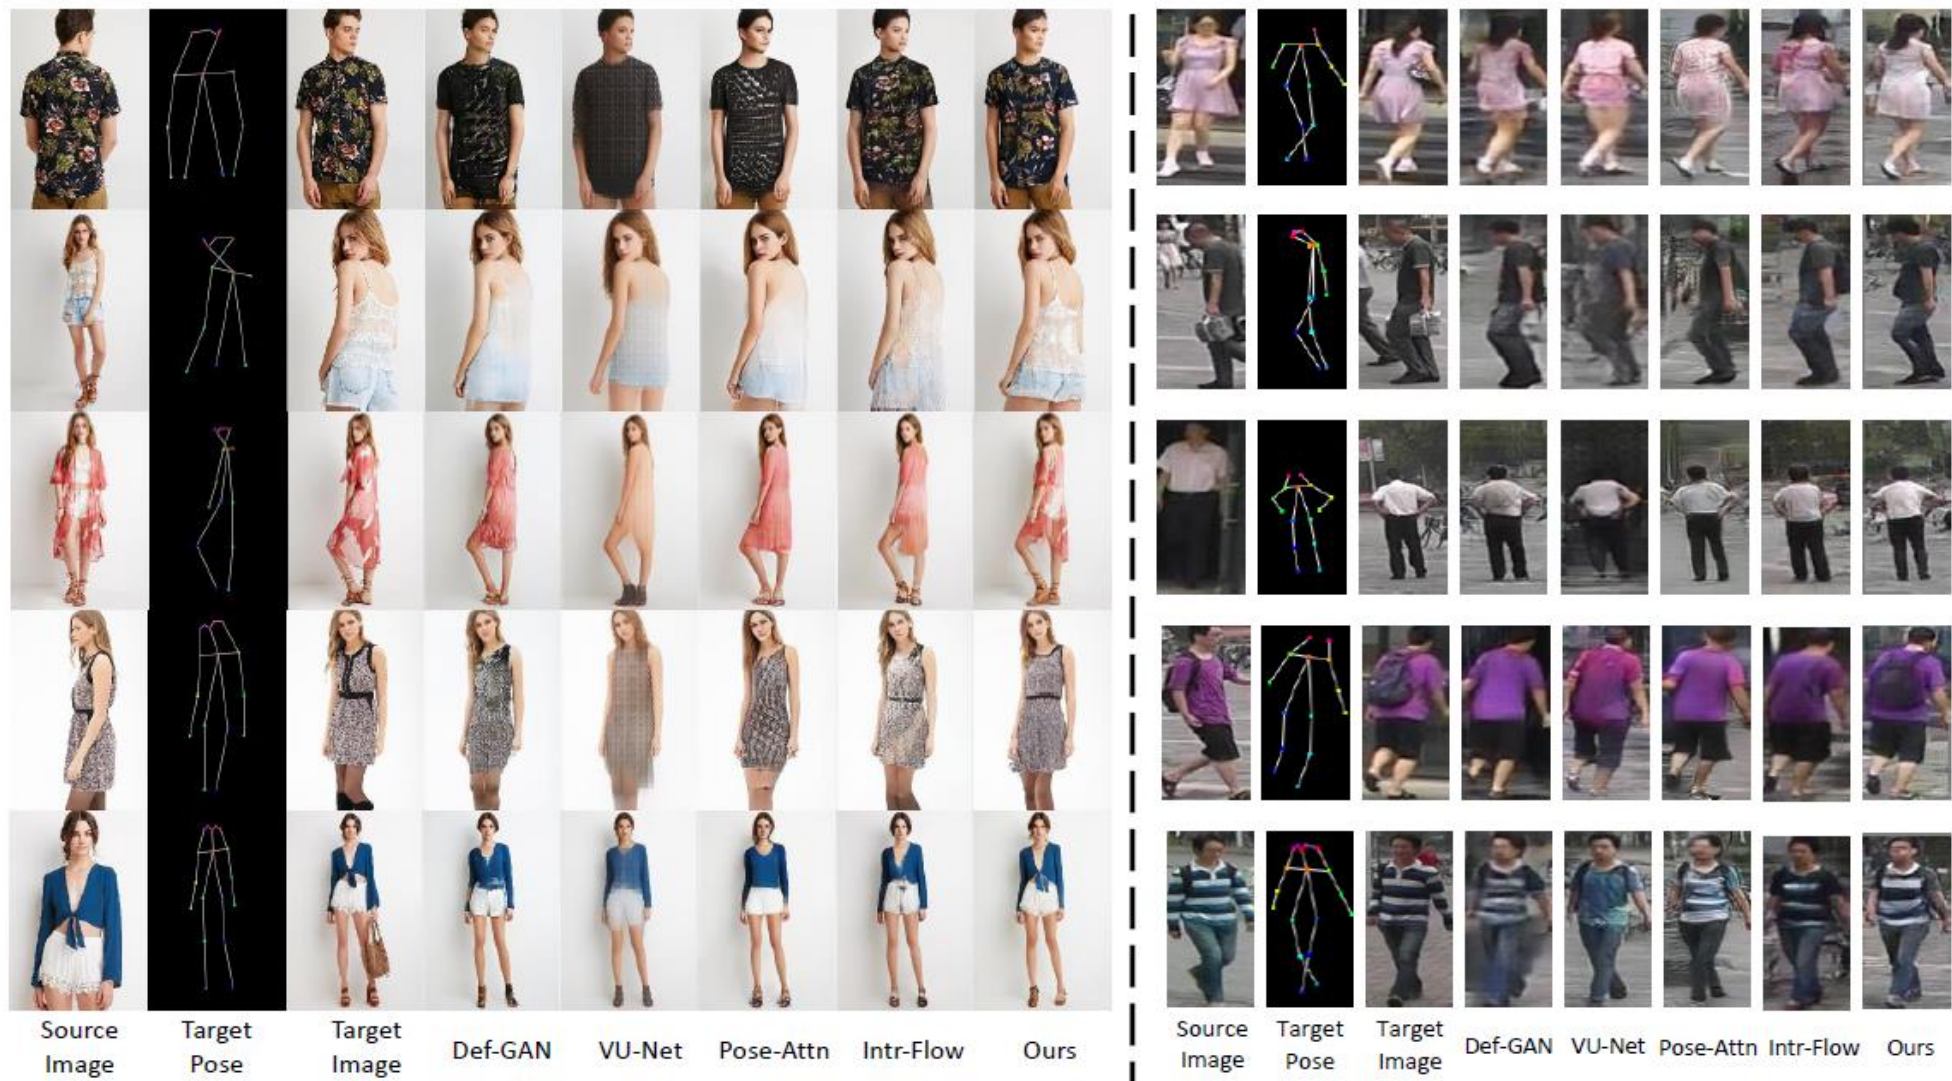 Source
Image
Target
Pose
Target
Image
Def-GAN
VU-Net
Pose-Attn
Intr-Flow
Ours
Source
Image
Target
Pose
Target
Image
Def-GAN
VU-Net
Pose-Attn
Intr-Flow
Ours